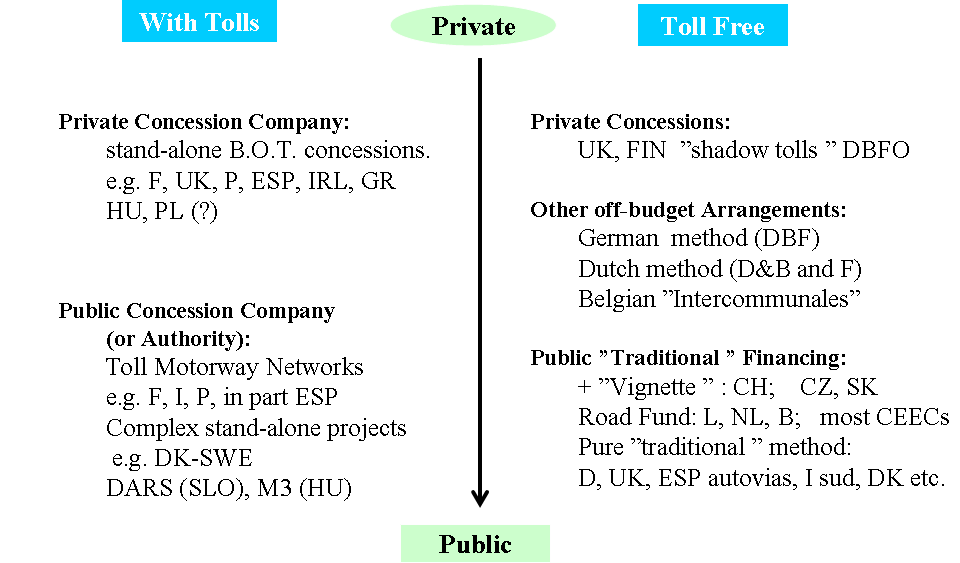 With Tolls
Private
Toll Free
Private Concession Company:
stand-alone B.O.T. concessions.
e.g. F, UK, P, ESP, IRL, GR
HU, PL (?)
Public Concession Company
(or Authority):
Toll Motorway Networks
e.g. F, I, P, in part ESP
Complex stand-alone projects
e.g. DK-SWE
DARS (SLO), M3 (HU)
Private Concessions:
UK, FIN ”shadow tolls ” DBFO
Other off-budget Arrangements:
German method (DBF)
Dutch method (D&B and F)
Belgian ”Intercommunales”
Public ”Traditional ” Financing:
+ ”Vignette ” : CH; CZ, SK
Road Fund: L, NL, B; most CEECs
Pure ”traditional ” method:
D, UK, ESP autovias, I sud, DK etc.
Public